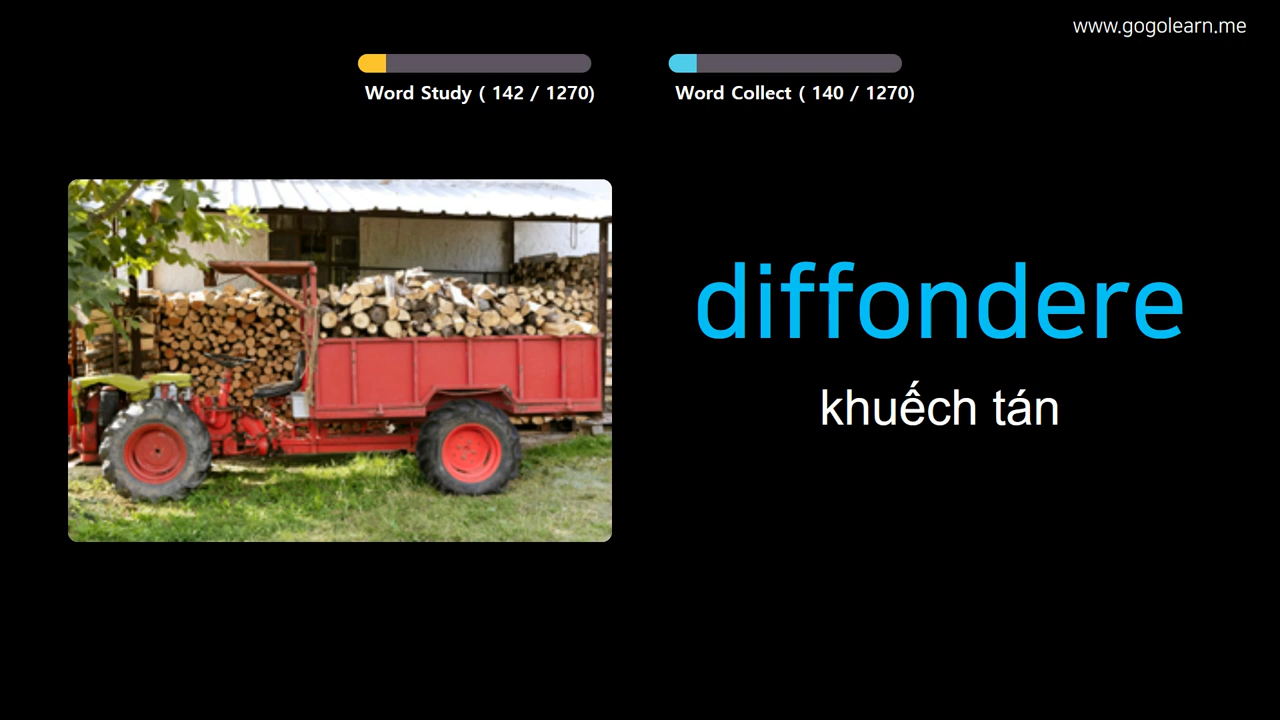 www.gogolearn.me
Word Study ( 142 / 1270)
Word Collect ( 140 / 1270)
diffondere
khuếch tán